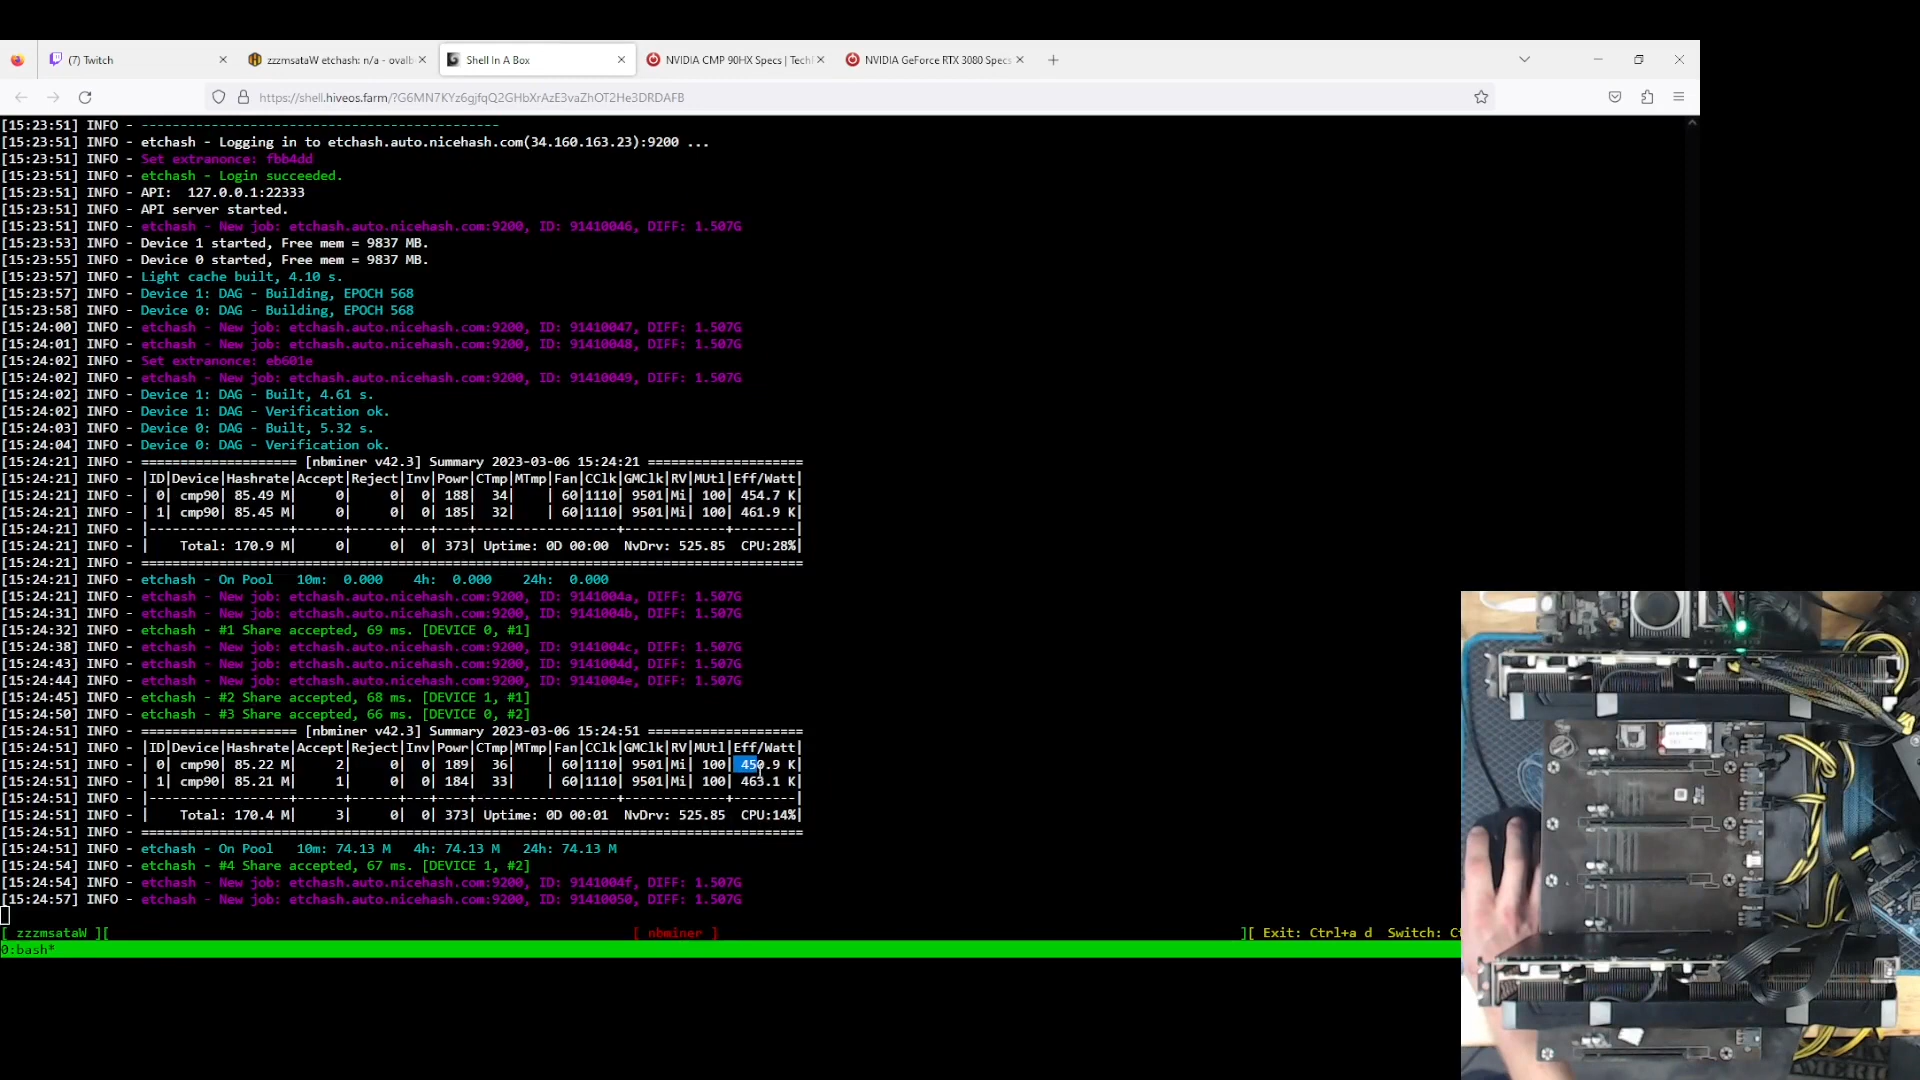 (7) Twitch
zzzmsataW etchash: n/a - ovalb
Shell In A Box
NVIDIA CMP 90HX Specs | Tech
NVIDIA GeForce RTX 3080 Specs
https://shell.hiveos.farm/?G6MN7KYz6gjfqQ2GHbXrAzE3vaZhOT2He3DRDAFB
[15:23:51] INFO - ----------------------------------------------
[15:23:51] INFO - etchash - Logging in to etchash.auto.nicehash.com(34.160.163.23):9200 ...
[15:23:51] INFO - Set extranonce: fbb4dd
[15:23:51] INFO - etchash - Login succeeded.
[15:23:51] INFO - API:  127.0.0.1:22333
[15:23:51] INFO - API server started.
[15:23:51] INFO - etchash - New job: etchash.auto.nicehash.com:9200, ID: 91410046, DIFF: 1.507G
[15:23:53] INFO - Device 1 started, Free mem = 9837 MB.
[15:23:55] INFO - Device 0 started, Free mem = 9837 MB.
[15:23:57] INFO - Light cache built, 4.10 s.
[15:23:57] INFO - Device 1: DAG - Building, EPOCH 568
[15:23:58] INFO - Device 0: DAG - Building, EPOCH 568
[15:24:00] INFO - etchash - New job: etchash.auto.nicehash.com:9200, ID: 91410047, DIFF: 1.507G
[15:24:01] INFO - etchash - New job: etchash.auto.nicehash.com:9200, ID: 91410048, DIFF: 1.507G
[15:24:02] INFO - Set extranonce: eb601e
[15:24:02] INFO - etchash - New job: etchash.auto.nicehash.com:9200, ID: 91410049, DIFF: 1.507G
[15:24:02] INFO - Device 1: DAG - Built, 4.61 s.
[15:24:02] INFO - Device 1: DAG - Verification ok.
[15:24:03] INFO - Device 0: DAG - Built, 5.32 s.
[15:24:04] INFO - Device 0: DAG - Verification ok.
[15:24:21] INFO - ==================== [nbminer v42.3] Summary 2023-03-06 15:24:21 ====================
[15:24:21] INFO - |ID|Device|Hashrate|Accept|Reject|Inv|Powr|CTmp|MTmp|Fan|CClk|GMClk|RV|MUtl|Eff/Watt|
[15:24:21] INFO - | 0| cmp90| 85.49 M|     0|     0|  0| 188|  34|    | 60|1110| 9501|Mi| 100| 454.7 K|
[15:24:21] INFO - | 1| cmp90| 85.45 M|     0|     0|  0| 185|  32|    | 60|1110| 9501|Mi| 100| 461.9 K|
[15:24:21] INFO - |------------------+------+------+---+----+---------------------+-----------+--------|
[15:24:21] INFO - |    Total: 170.9 M|     0|     0|  0| 373| Uptime: 0D 00:00  NvDrv: 525.85  CPU:28%|
[15:24:21] INFO - =====================================================================================
[15:24:21] INFO - etchash - On Pool   10m:  0.000    4h:  0.000    24h:  0.000
[15:24:21] INFO - etchash - New job: etchash.auto.nicehash.com:9200, ID: 9141004a, DIFF: 1.507G
[15:24:31] INFO - etchash - New job: etchash.auto.nicehash.com:9200, ID: 9141004b, DIFF: 1.507G
[15:24:32] INFO - etchash - #1 Share accepted, 69 ms. [DEVICE 0, #1]
[15:24:38] INFO - etchash - New job: etchash.auto.nicehash.com:9200, ID: 9141004c, DIFF: 1.507G
[15:24:43] INFO - etchash - New job: etchash.auto.nicehash.com:9200, ID: 9141004d, DIFF: 1.507G
[15:24:44] INFO - etchash - New job: etchash.auto.nicehash.com:9200, ID: 9141004e, DIFF: 1.507G
[15:24:45] INFO - etchash - #2 Share accepted, 68 ms. [DEVICE 1, #1]
[15:24:50] INFO - etchash - #3 Share accepted, 66 ms. [DEVICE 0, #2]
[15:24:51] INFO - ==================== [nbminer v42.3] Summary 2023-03-06 15:24:51 ====================
[15:24:51] INFO - |ID|Device|Hashrate|Accept|Reject|Inv|Powr|CTmp|MTmp|Fan|CClk|GMClk|RV|MUtl|Eff/Watt|
[15:24:51] INFO - | 0| cmp90| 85.22 M|     2|     0|  0| 189|  36|    | 60|1110| 9501|Mi| 100| 450.9 K|
[15:24:51] INFO - | 1| cmp90| 85.21 M|     1|     0|  0| 184|  33|    | 60|1110| 9501|Mi| 100| 463.1 K|
[15:24:51] INFO - |------------------+------+------+---+----+---------------------+-----------+--------|
[15:24:51] INFO - |    Total: 170.4 M|     3|     0|  0| 373| Uptime: 0D 00:01  NvDrv: 525.85  CPU:14%|
[15:24:51] INFO - =====================================================================================
[15:24:51] INFO - etchash - On Pool   10m: 74.13 M   4h: 74.13 M   24h: 74.13 M
[15:24:54] INFO - etchash - #4 Share accepted, 67 ms. [DEVICE 1, #2]
[15:24:54] INFO - etchash - New job: etchash.auto.nicehash.com:9200, ID: 9141004f, DIFF: 1.507G
[15:24:57] INFO - etchash - New job: etchash.auto.nicehash.com:9200, ID: 91410050, DIFF: 1.507G
[ zzzmsataW ][ [ nbminer ] ][ Exit: Ctrl+a d  Switch: Ct
0:bash*